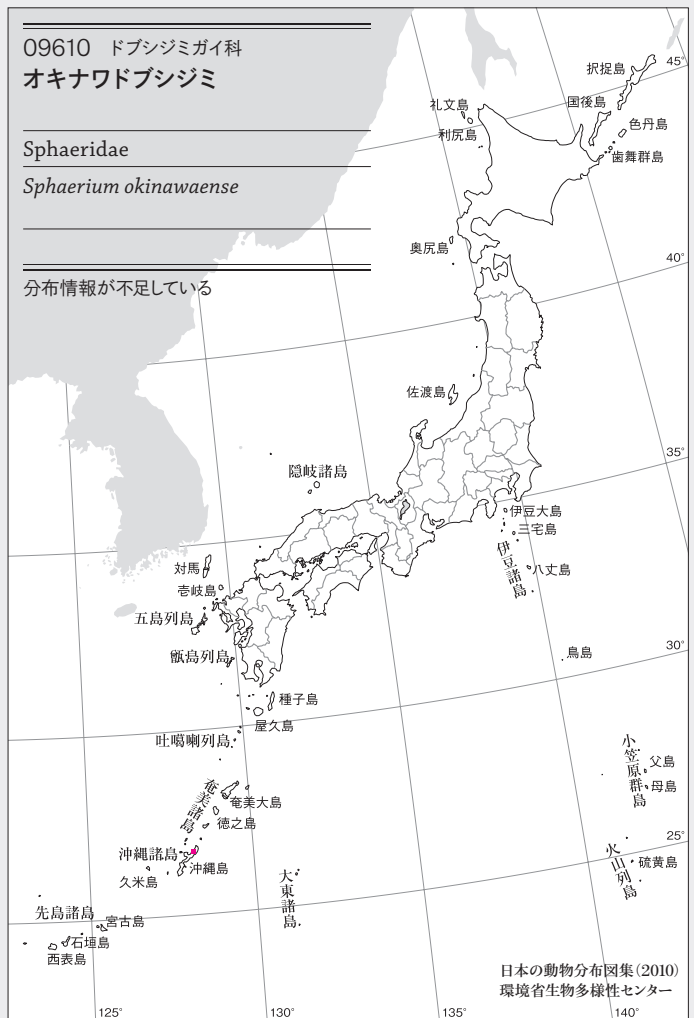 09610 ドブシジミガイ科
オキナワドブシジミ
Sphaeridae
Sphaerium okinawaense
分布情報が不足している
択捉島
45°
礼文島
国後島
色丹島
利尻島
歯舞群島
奥尻島
40°
佐渡島
35°
隠岐諸島
伊豆大島
三宅島
伊豆諸島
八丈島
対馬
壱岐島
五島列島
甑島列島
鳥島
30°
種子島
屋久島
吐噶喇列島
小笠原群島
父島
母島
奄美諸島
奄美大島
徳之島
25°
沖縄諸島
沖縄島
久米島
大東諸島
火山列島
硫黄島
先島諸島
宮古島
石垣島
西表島
日本の動物分布図集(2010)
環境省生物多様性センター
125°
130°
135°
140°